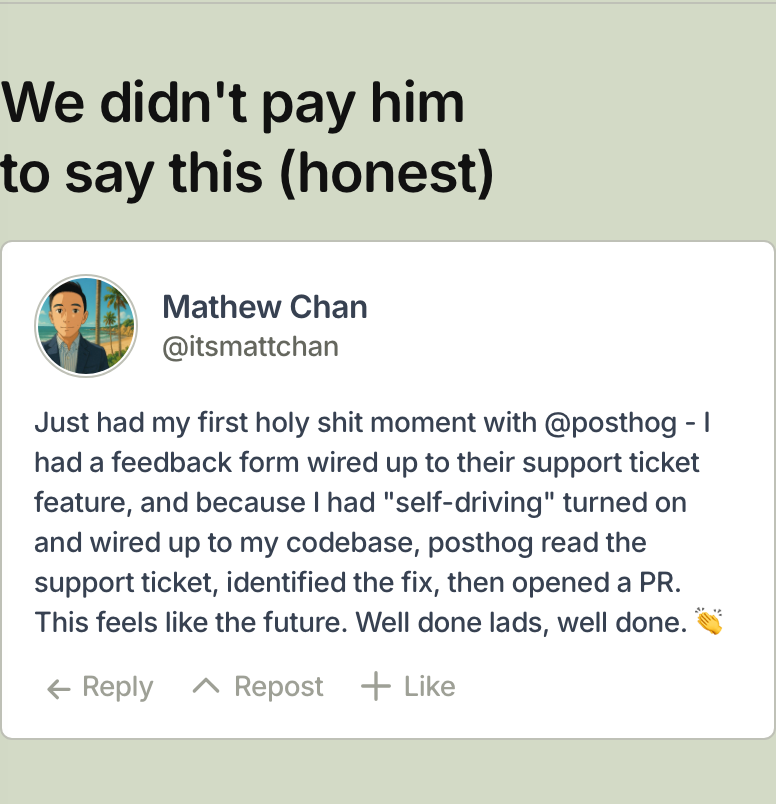 We didn't pay him
to say this (honest)
Mathew Chan
@itsmattchan
Just had my first holy shit moment with @posthog - I
had a feedback form wired up to their support ticket
feature, and because I had "self-driving" turned on
and wired up to my codebase, posthog read the
support ticket, identified the fix, then opened a PR.
This feels like the future. Well done lads, well done. 👏
Reply Repost Like